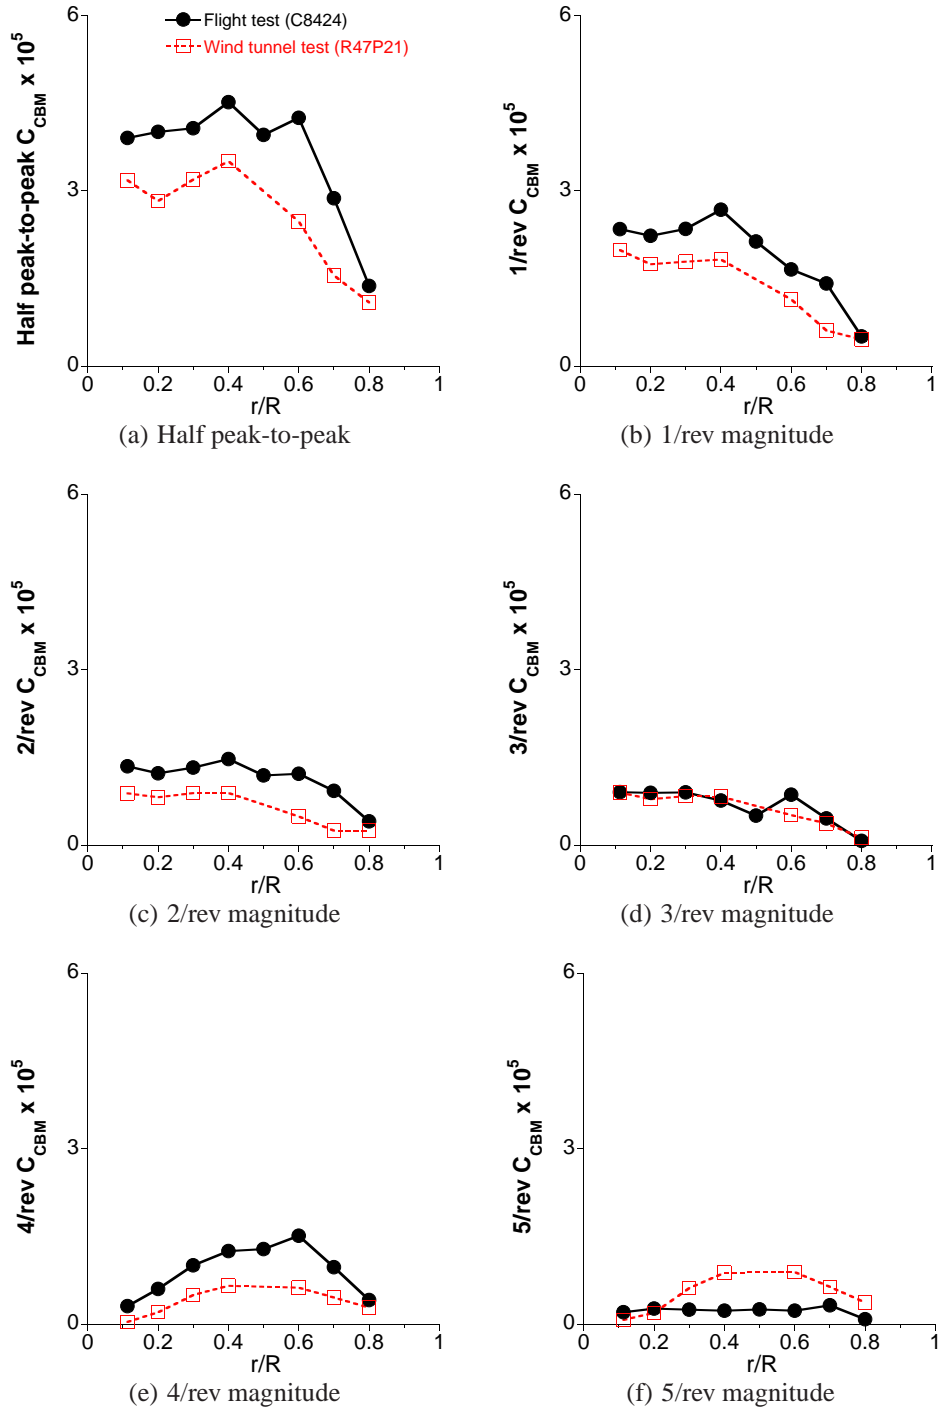 Flight test (C8424)
Wind tunnel test (R47P21)
Half peak-to-peak C_CBM x 10^5
6
3
0
0 0.2 0.4 0.6 0.8 1
r/R
(a) Half peak-to-peak
1/rev C_CBM x 10^5
6
3
0
0 0.2 0.4 0.6 0.8 1
r/R
(b) 1/rev magnitude
2/rev C_CBM x 10^5
6
3
0
0 0.2 0.4 0.6 0.8 1
r/R
(c) 2/rev magnitude
3/rev C_CBM x 10^5
6
3
0
0 0.2 0.4 0.6 0.8 1
r/R
(d) 3/rev magnitude
4/rev C_CBM x 10^5
6
3
0
0 0.2 0.4 0.6 0.8 1
r/R
(e) 4/rev magnitude
5/rev C_CBM x 10^5
6
3
0
0 0.2 0.4 0.6 0.8 1
r/R
(f) 5/rev magnitude